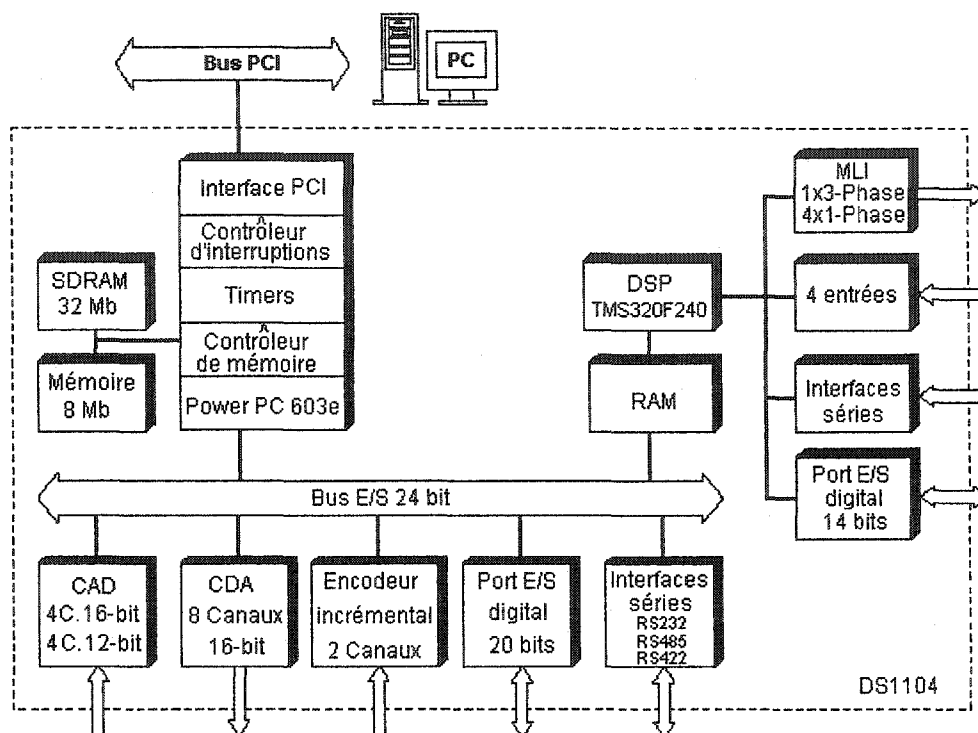 Bus PCI
PC
Interface PCI
Contrôleur
d'interruptions
Timers
Contrôleur
de mémoire
Power PC 603e
SDRAM
32 Mb
Mémoire
8 Mb
DSP
TMS320F240
RAM
MLI
1x3-Phase
4x1-Phase
4 entrées
Interfaces
séries
Port E/S
digital
14 bits
Bus E/S 24 bit
CAD
4C.16-bit
4C.12-bit
CDA
8 Canaux
16-bit
Encodeur
incrémental
2 Canaux
Port E/S
digital
20 bits
Interfaces
séries
RS232
RS485
RS422
DS1104